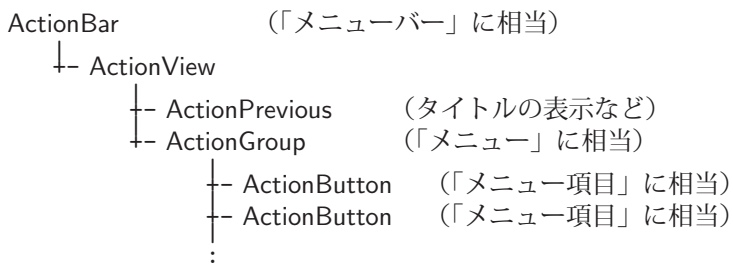 ActionBar （「メニューバー」に相当）
ActionView
ActionPrevious （タイトルの表示など）
ActionGroup （「メニュー」に相当）
ActionButton （「メニュー項目」に相当）
ActionButton （「メニュー項目」に相当）
⋮